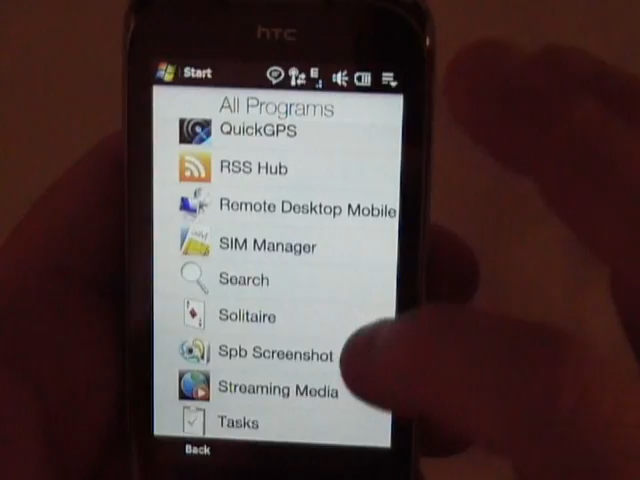 hTC
Start
E
All Programs
QuickGPS
RSS Hub
Remote Desktop Mobile
SIM Manager
Search
Solitaire
Spb Screenshot
Streaming Media
Tasks
Back